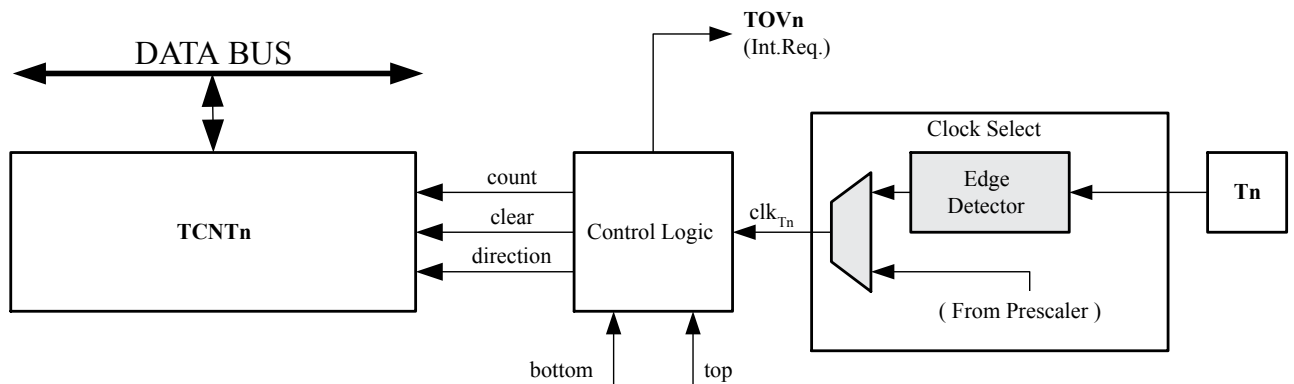 TOVn
(Int.Req.)
DATA BUS
Clock Select
count
Edge
Detector
Tn
TCNTn
clear
Control Logic
clkTn
direction
( From Prescaler )
bottom
top